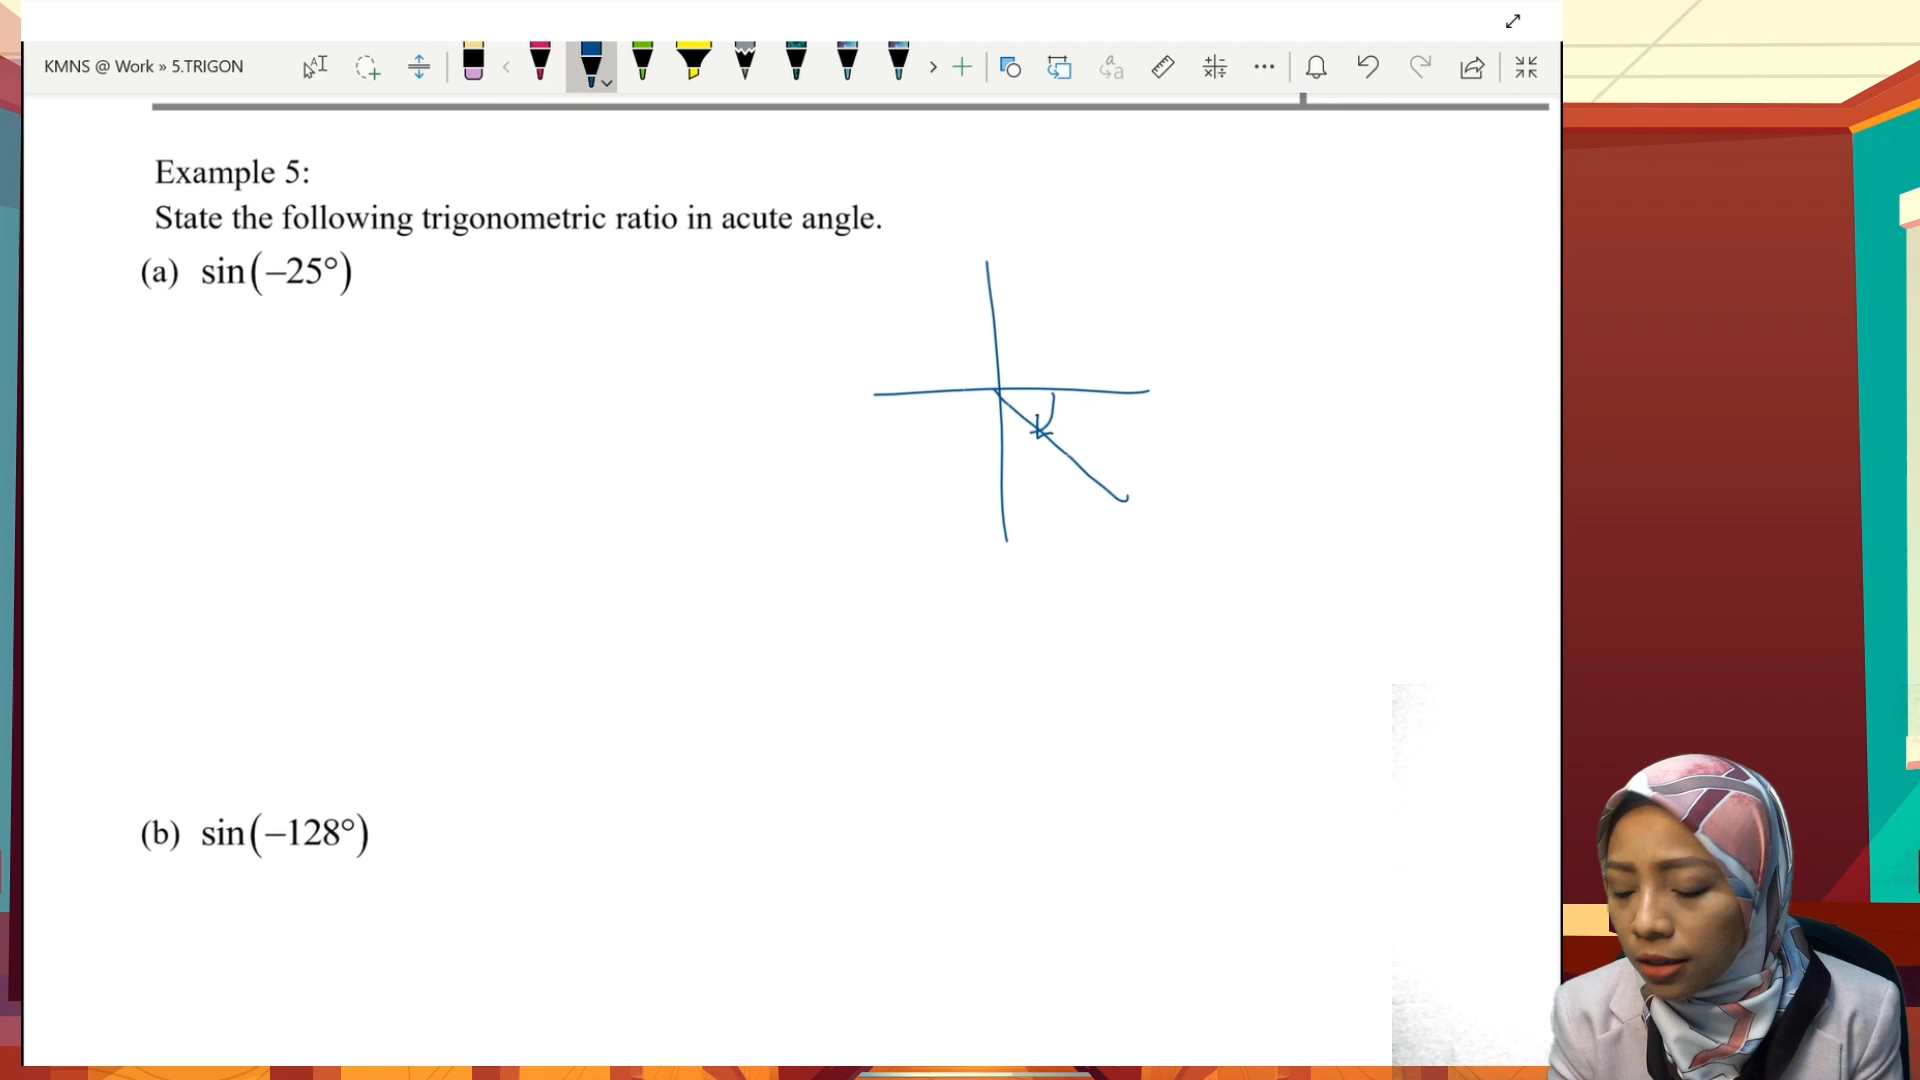 KMNS @ Work » 5.TRIGON
Example 5:
State the following trigonometric ratio in acute angle.
(a) sin(−25°)
(b) sin(−128°)